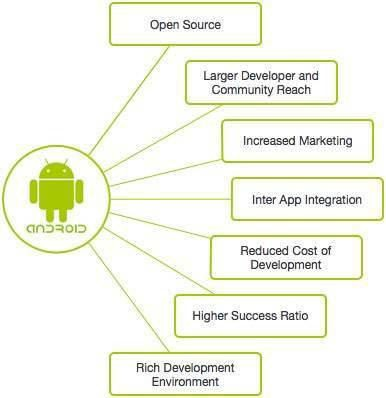 Open Source
Larger Developer and
Community Reach
Increased Marketing
Inter App Integration
ANDROID
Reduced Cost of
Development
Higher Success Ratio
Rich Development
Environment